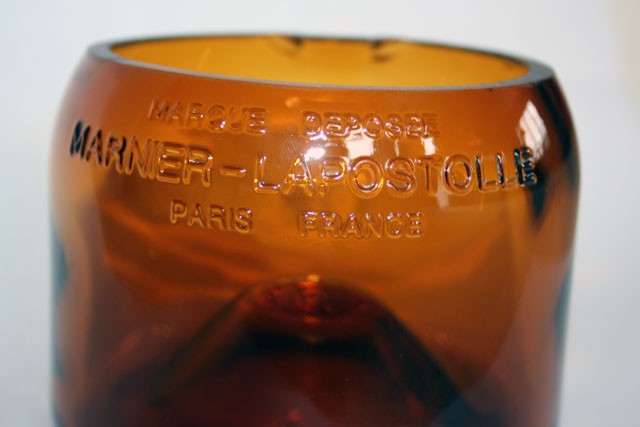 MARQUE DEPOSEE
MARNIER-LAPOSTOLLE
PARIS FRANCE